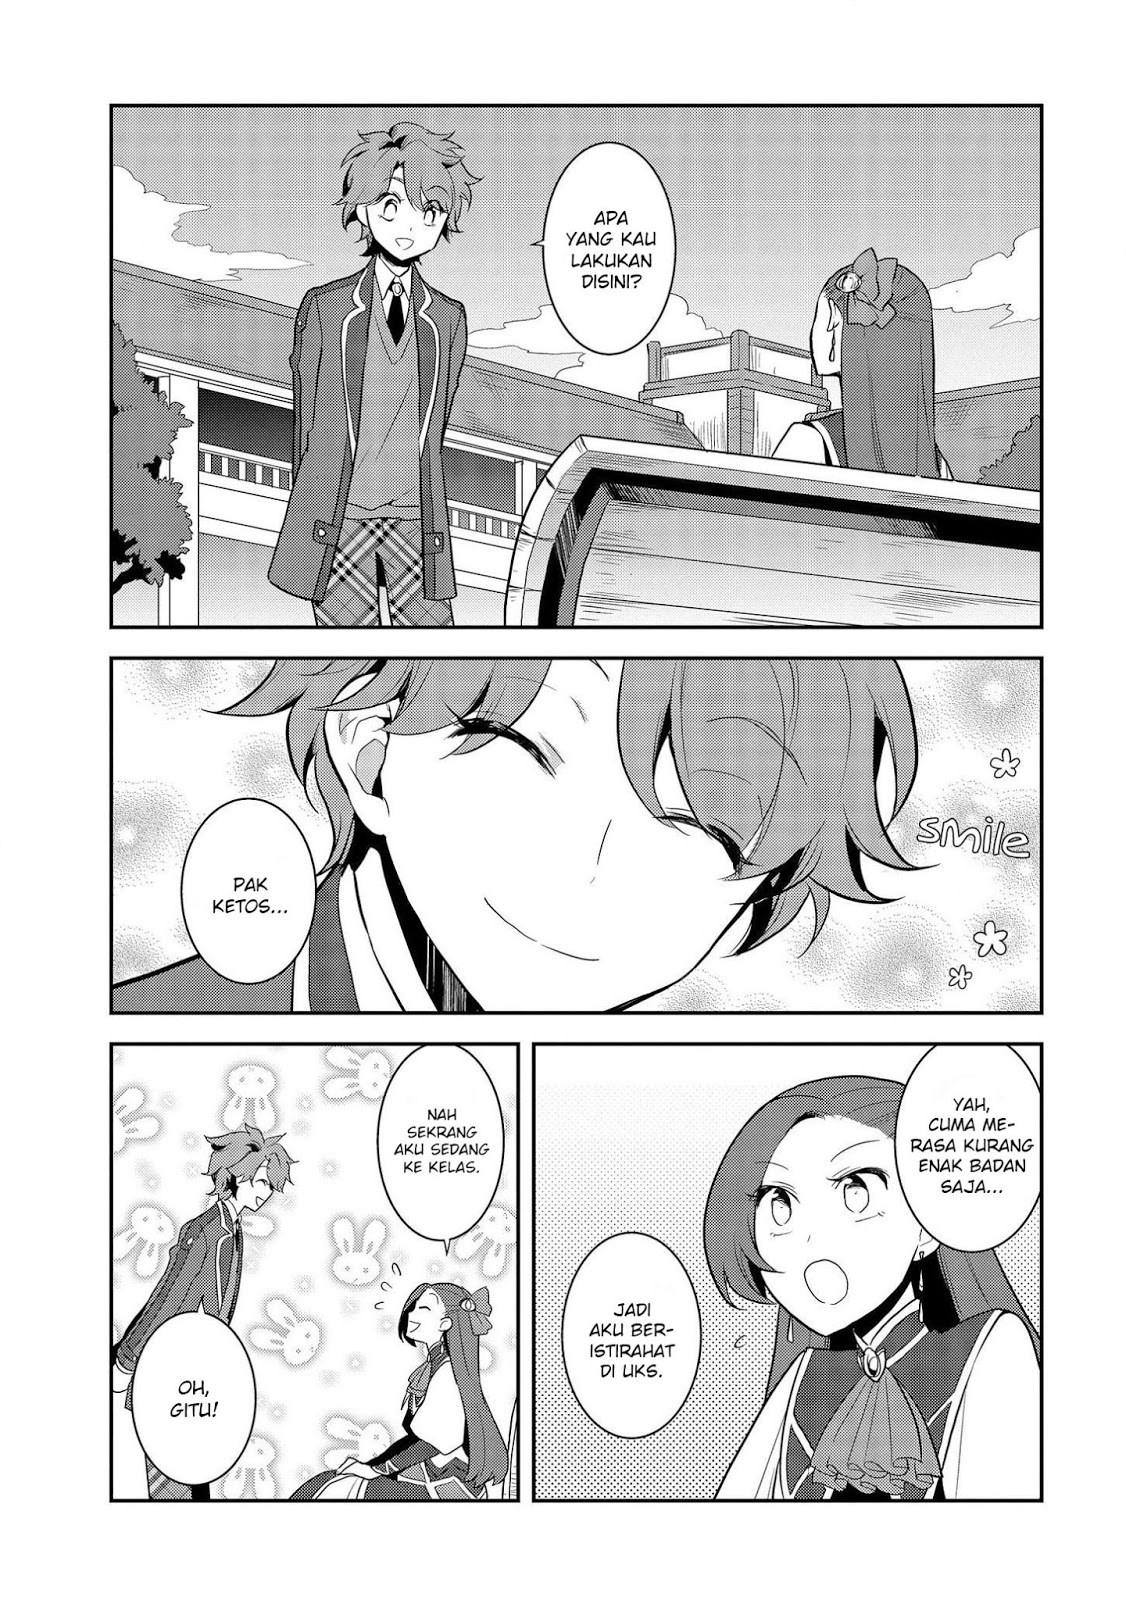 APA
YANG KAU
LAKUKAN
DISINI?
smile
PAK
KETOS...
YAH,
CUMA ME-
RASA KURANG
ENAK BADAN
SAJA...
JADI
AKU BER-
ISTIRAHAT
DI UKS.
NAH
SEKRANG
AKU SEDANG
KE KELAS.
OH,
GITU!